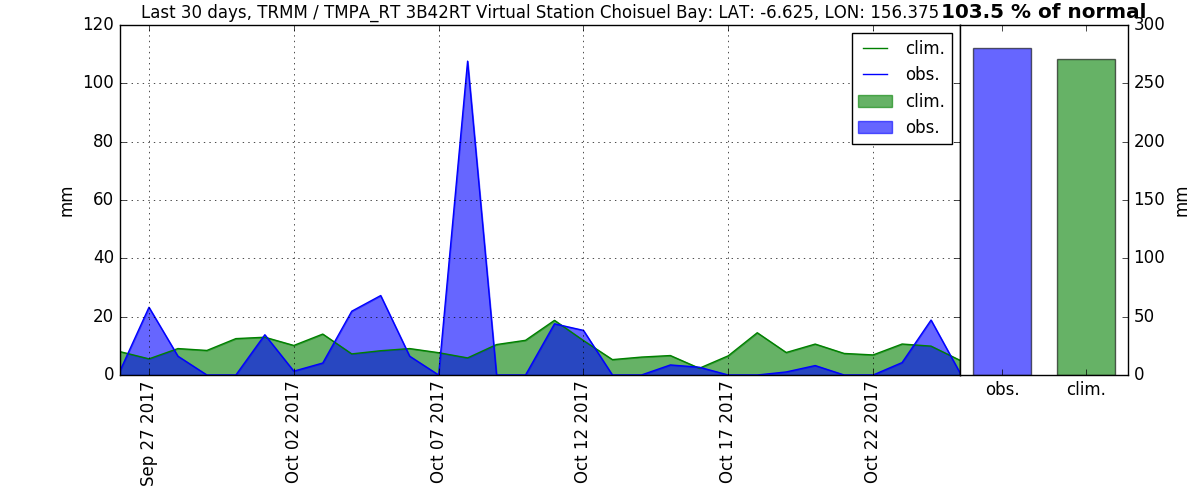 Last 30 days, TRMM / TMPA_RT 3B42RT Virtual Station Choisuel Bay: LAT: -6.625, LON: 156.375
103.5 % of normal
120
100
80
60
40
20
0
mm
clim.
obs.
clim.
obs.
Sep 27 2017
Oct 02 2017
Oct 07 2017
Oct 12 2017
Oct 17 2017
Oct 22 2017
300
250
200
150
100
50
0
mm
obs.
clim.